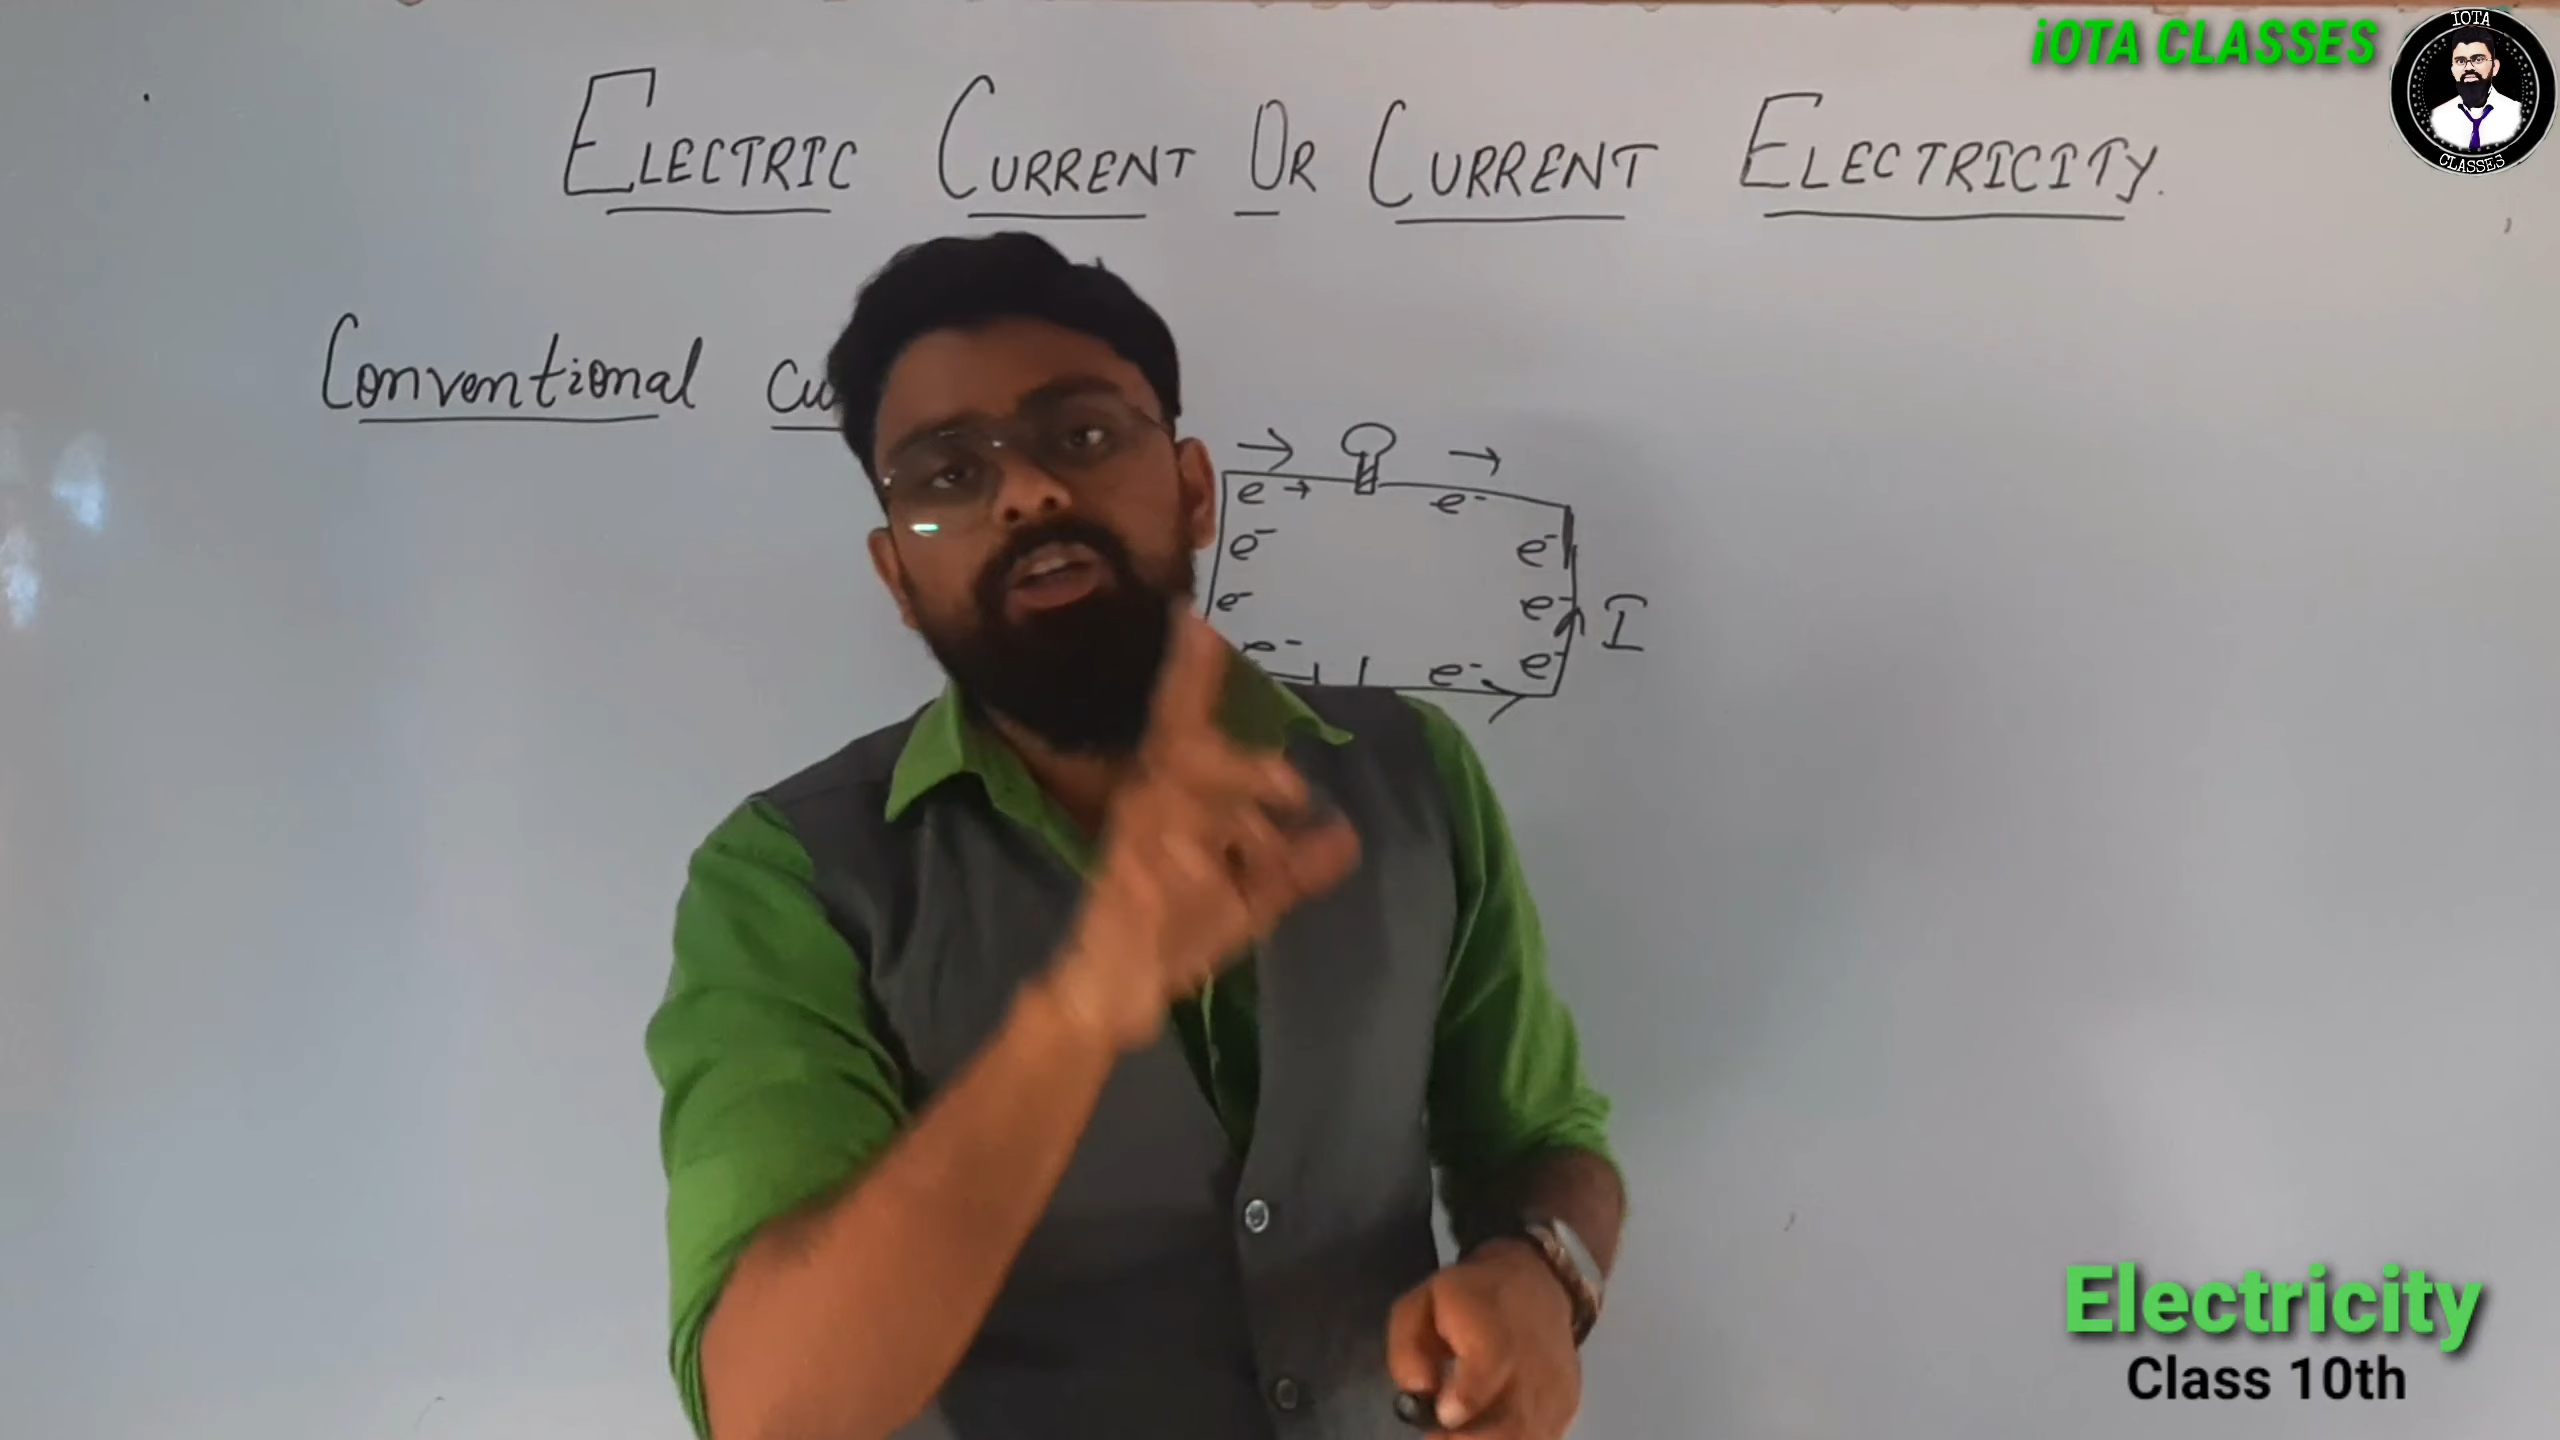 iOTA CLASSES
IOTA
CLASSES
ELECTRIC CURRENT OR CURRENT ELECTRICITY.
Conventional
e →
e⁻
e⁻
e⁻
e⁻
e⁻
e⁻ I
e⁻
e⁻ e⁻
Electricity
Class 10th